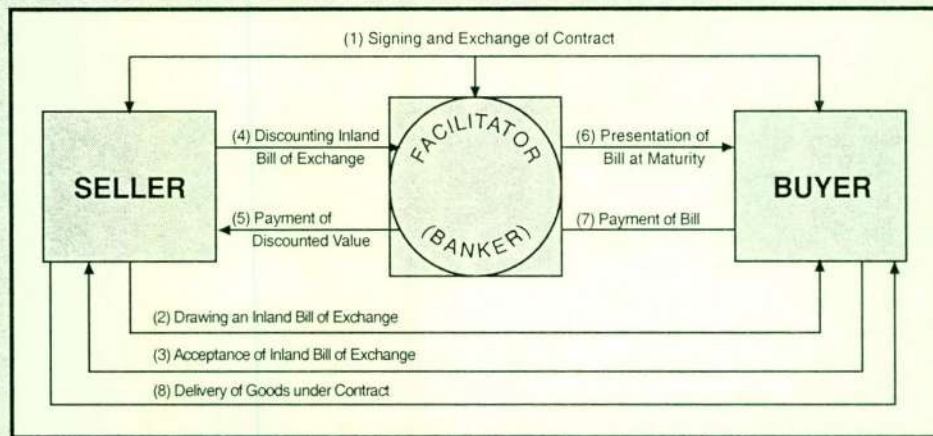 (1) Signing and Exchange of Contract
SELLER
(4) Discounting Inland
Bill of Exchange
(5) Payment of
Discounted Value
FACILITATOR
(BANKER)
(6) Presentation of
Bill at Maturity
(7) Payment of Bill
BUYER
(2) Drawing an Inland Bill of Exchange
(3) Acceptance of Inland Bill of Exchange
(8) Delivery of Goods under Contract